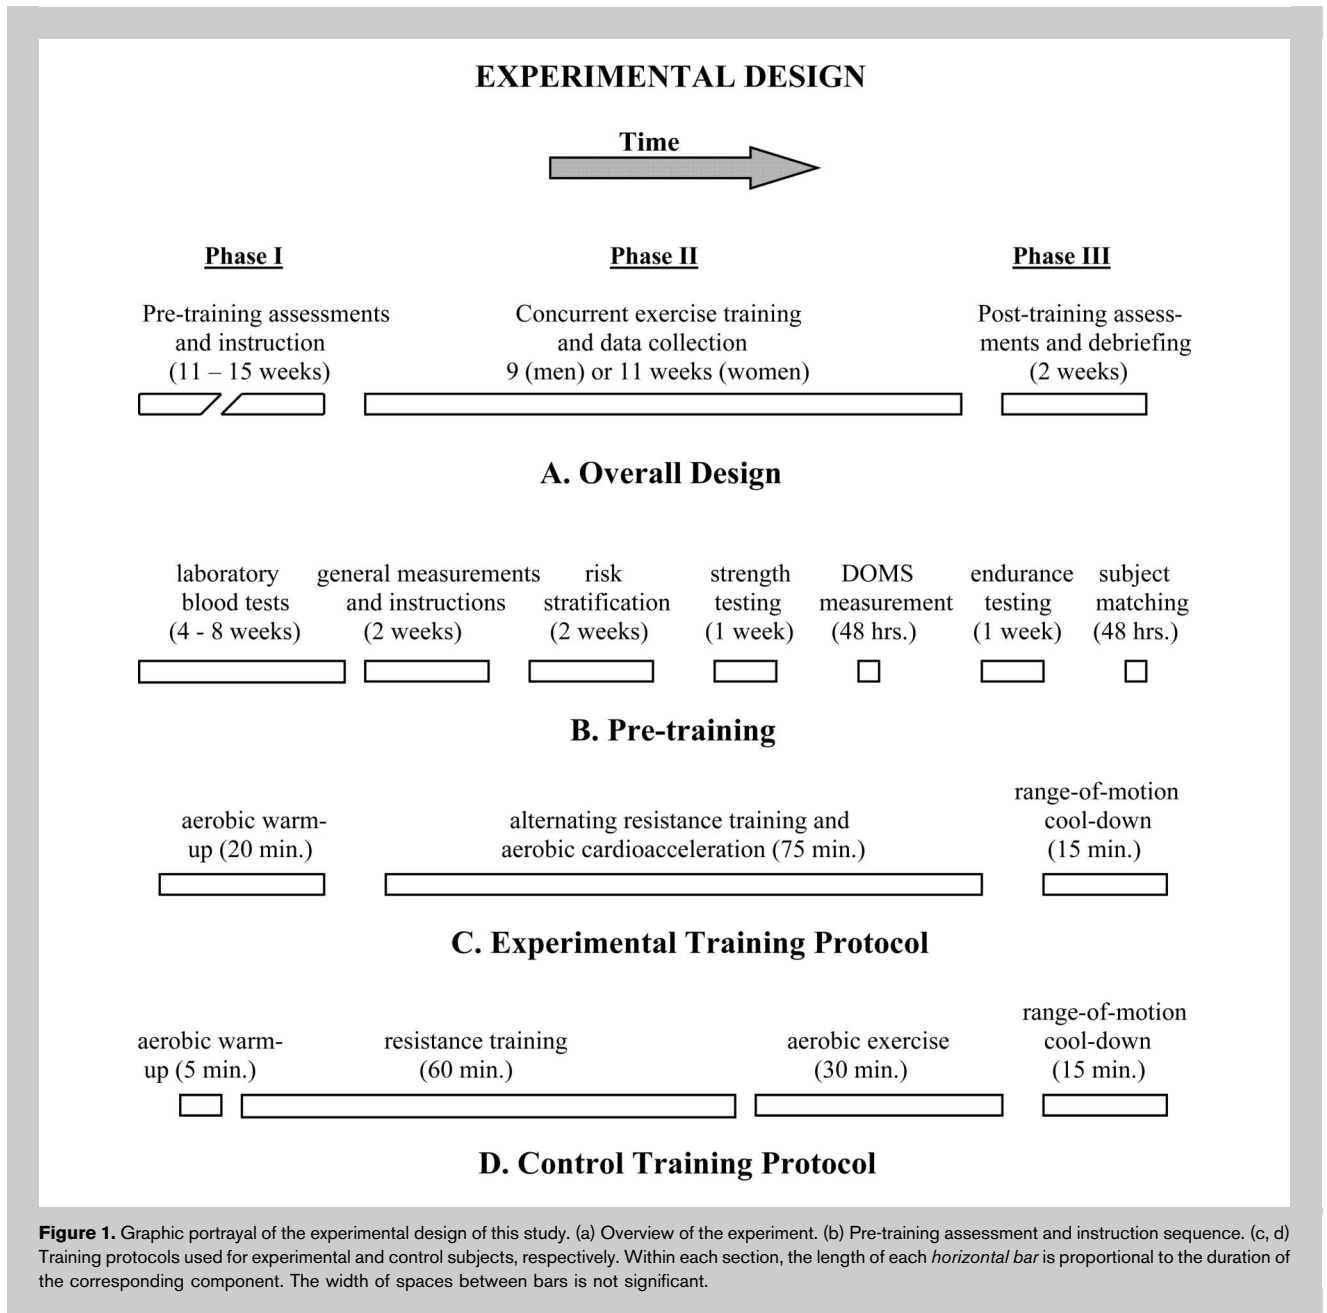 EXPERIMENTAL DESIGN
Time
Phase I
Phase II
Phase III
Pre-training assessments
and instruction
(11 – 15 weeks)
Concurrent exercise training
and data collection
9 (men) or 11 weeks (women)
Post-training assess-
ments and debriefing
(2 weeks)
A. Overall Design
laboratory
blood tests
(4 - 8 weeks)
general measurements
and instructions
(2 weeks)
risk
stratification
(2 weeks)
strength
testing
(1 week)
DOMS
measurement
(48 hrs.)
endurance
testing
(1 week)
subject
matching
(48 hrs.)
B. Pre-training
aerobic warm-
up (20 min.)
alternating resistance training and
aerobic cardioacceleration (75 min.)
range-of-motion
cool-down
(15 min.)
C. Experimental Training Protocol
aerobic warm-
up (5 min.)
resistance training
(60 min.)
aerobic exercise
(30 min.)
range-of-motion
cool-down
(15 min.)
D. Control Training Protocol
Figure 1. Graphic portrayal of the experimental design of this study. (a) Overview of the experiment. (b) Pre-training assessment and instruction sequence. (c, d)
Training protocols used for experimental and control subjects, respectively. Within each section, the length of each horizontal bar is proportional to the duration of
the corresponding component. The width of spaces between bars is not significant.